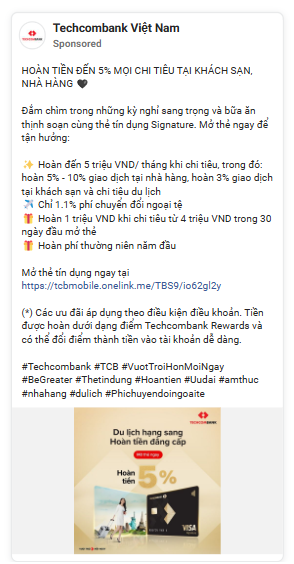 Techcombank Việt Nam
Sponsored
HOÀN TIỀN ĐẾN 5% MỌI CHI TIÊU TẠI KHÁCH SẠN,
NHÀ HÀNG 🖤
Đắm chìm trong những kỳ nghỉ sang trọng và bữa ăn
thịnh soạn cùng thẻ tín dụng Signature. Mở thẻ ngay để
tận hưởng:
✨ Hoàn đến 5 triệu VND/ tháng khi chi tiêu, trong đó:
hoàn 5% - 10% giao dịch tại nhà hàng, hoàn 3% giao dịch
tại khách sạn và chi tiêu du lịch
✈️ Chỉ 1.1% phí chuyển đổi ngoại tệ
🎁 Hoàn 1 triệu VND khi chi tiêu từ 4 triệu VND trong 30
ngày đầu mở thẻ
🎁 Hoàn phí thường niên năm đầu
Mở thẻ tín dụng ngay tại
https://tcbmobile.onelink.me/TBS9/io62gl2y
(*) Các ưu đãi áp dụng theo điều kiện điều khoản. Tiền
được hoàn dưới dạng điểm Techcombank Rewards và
có thể đổi điểm thành tiền vào tài khoản dễ dàng.
#Techcombank #TCB #VuotTroiHonMoiNgay
#BeGreater #Thetindung #Hoantien #Uudai #amthuc
#nhahang #dulich #Phichuyendoingoaite
TECHCOMBANK
Du lịch hạng sang
Hoàn tiền đẳng cấp
Mở thẻ ngay
Hoàn
tiền 5%
VISA